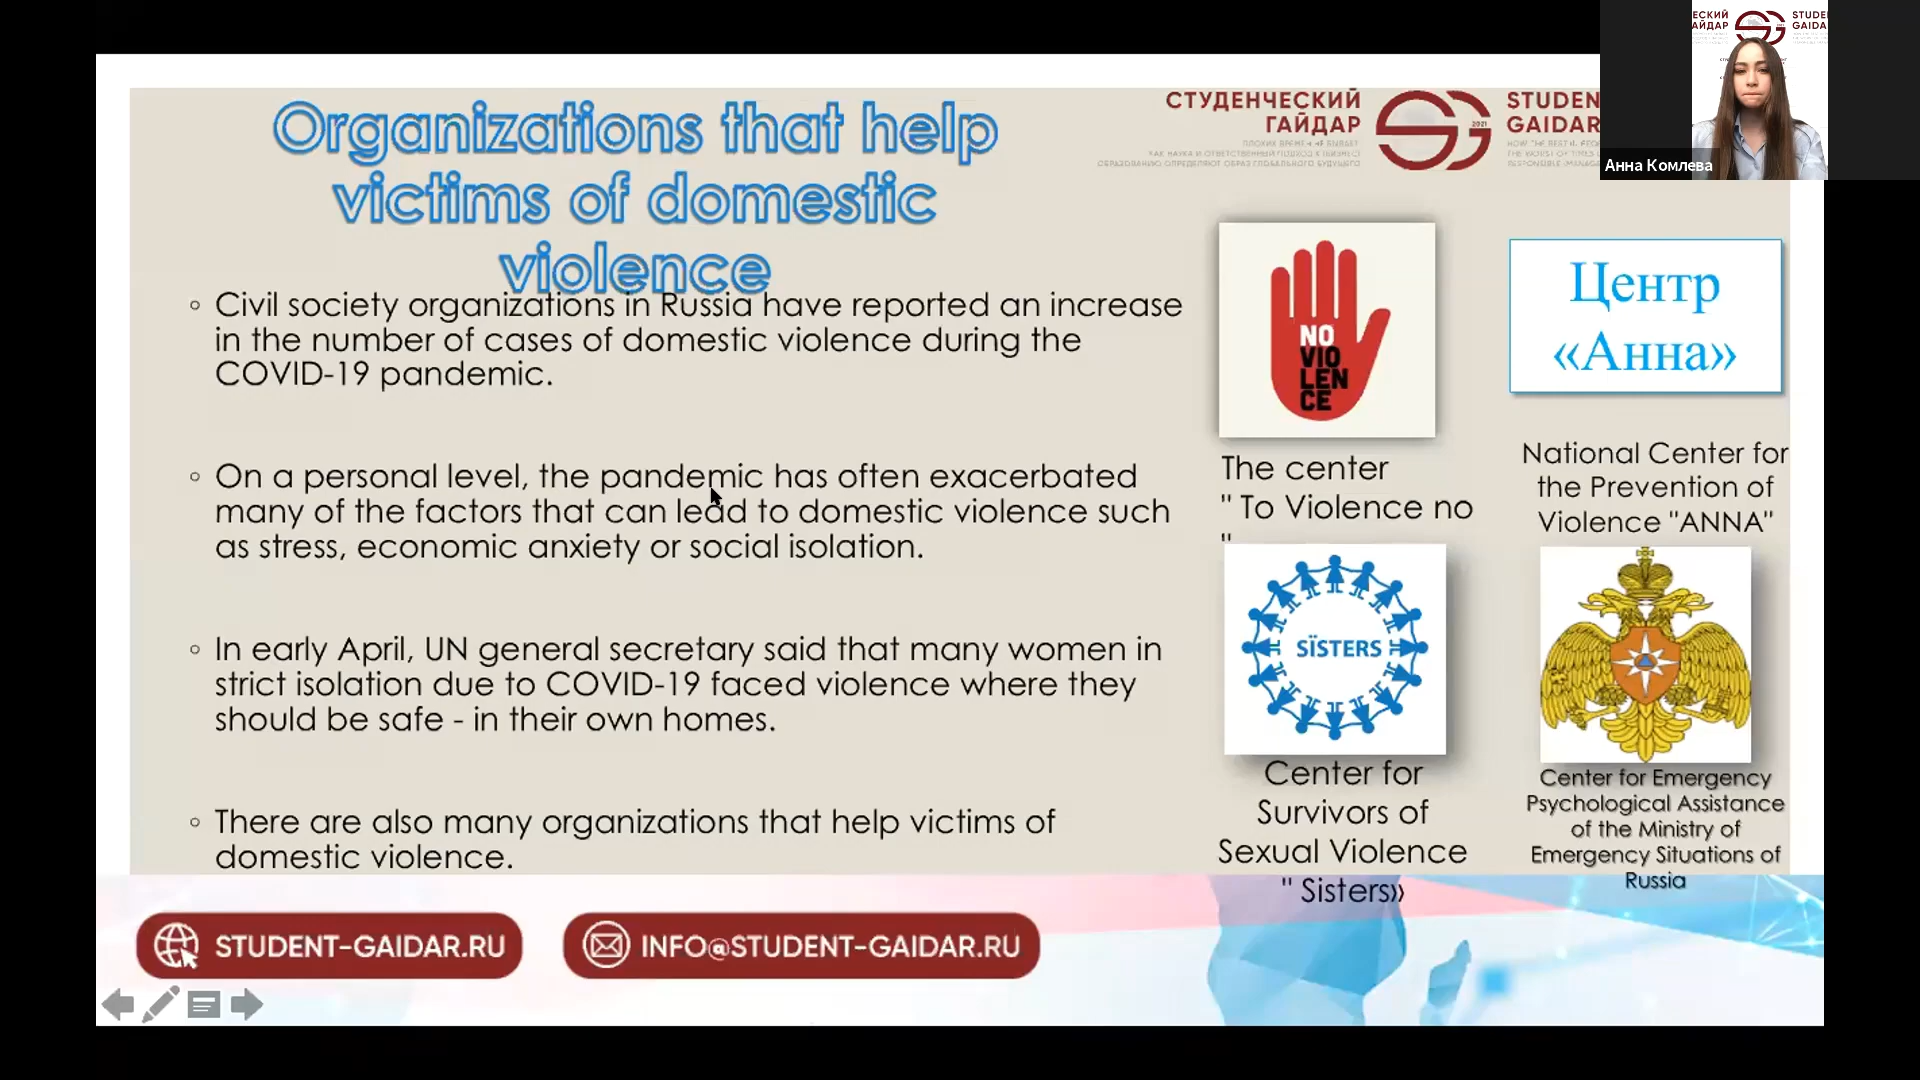 Organizations that help
victims of domestic
violence
СТУДЕНЧЕСКИЙ
ГАЙДАР
2021
STUDEN
GAIDAR
ЕСКИЙ
АЙДАР
STUDE
GAIDA
Анна Комлева
◦ Civil society organizations in Russia have reported an increase
in the number of cases of domestic violence during the
COVID-19 pandemic.
◦ On a personal level, the pandemic has often exacerbated
many of the factors that can lead to domestic violence such
as stress, economic anxiety or social isolation.
◦ In early April, UN general secretary said that many women in
strict isolation due to COVID-19 faced violence where they
should be safe - in their own homes.
◦ There are also many organizations that help victims of
domestic violence.
NO
VIO
LEN
CE
The center
" To Violence no
"
Центр
«Анна»
National Center for
the Prevention of
Violence "ANNA"
SÏSTERS
Center for
Survivors of
Sexual Violence
" Sisters»
Center for Emergency
Psychological Assistance
of the Ministry of
Emergency Situations of
Russia
STUDENT-GAIDAR.RU
INFO@STUDENT-GAIDAR.RU